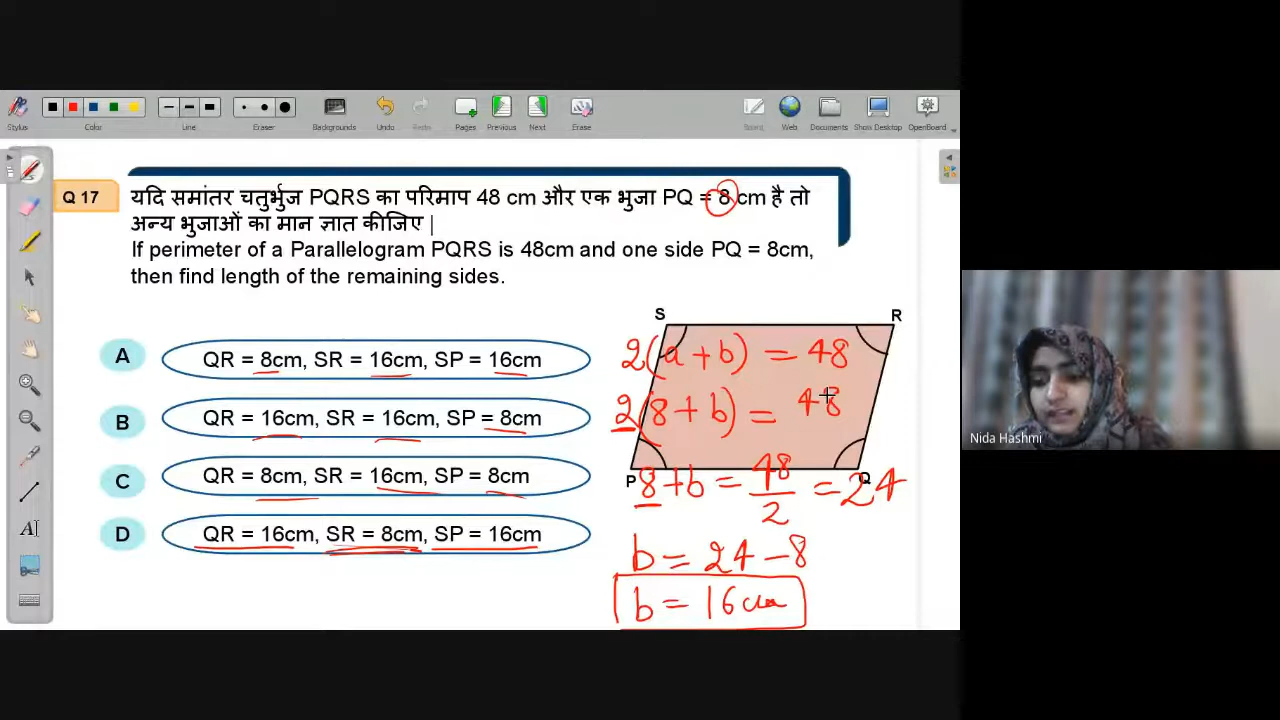 Stylus
Color
Line
Eraser
Backgrounds
Undo
Redo
Pages
Previous
Next
Erase
Board
Web
Documents
Show Desktop
OpenBoard
Q 17
यदि समांतर चतुर्भुज PQRS का परिमाप 48 cm और एक भुजा PQ = 8 cm है तो
अन्य भुजाओं का मान ज्ञात कीजिए |
If perimeter of a Parallelogram PQRS is 48cm and one side PQ = 8cm,
then find length of the remaining sides.
A
QR = 8cm, SR = 16cm, SP = 16cm
B
QR = 16cm, SR = 16cm, SP = 8cm
C
QR = 8cm, SR = 16cm, SP = 8cm
D
QR = 16cm, SR = 8cm, SP = 16cm
S
R
2(a + b) = 48
2(8 + b) = 48
P
Q
8 + b = 48/2 = 24
b = 24 - 8
b = 16 cm
A
Nida Hashmi